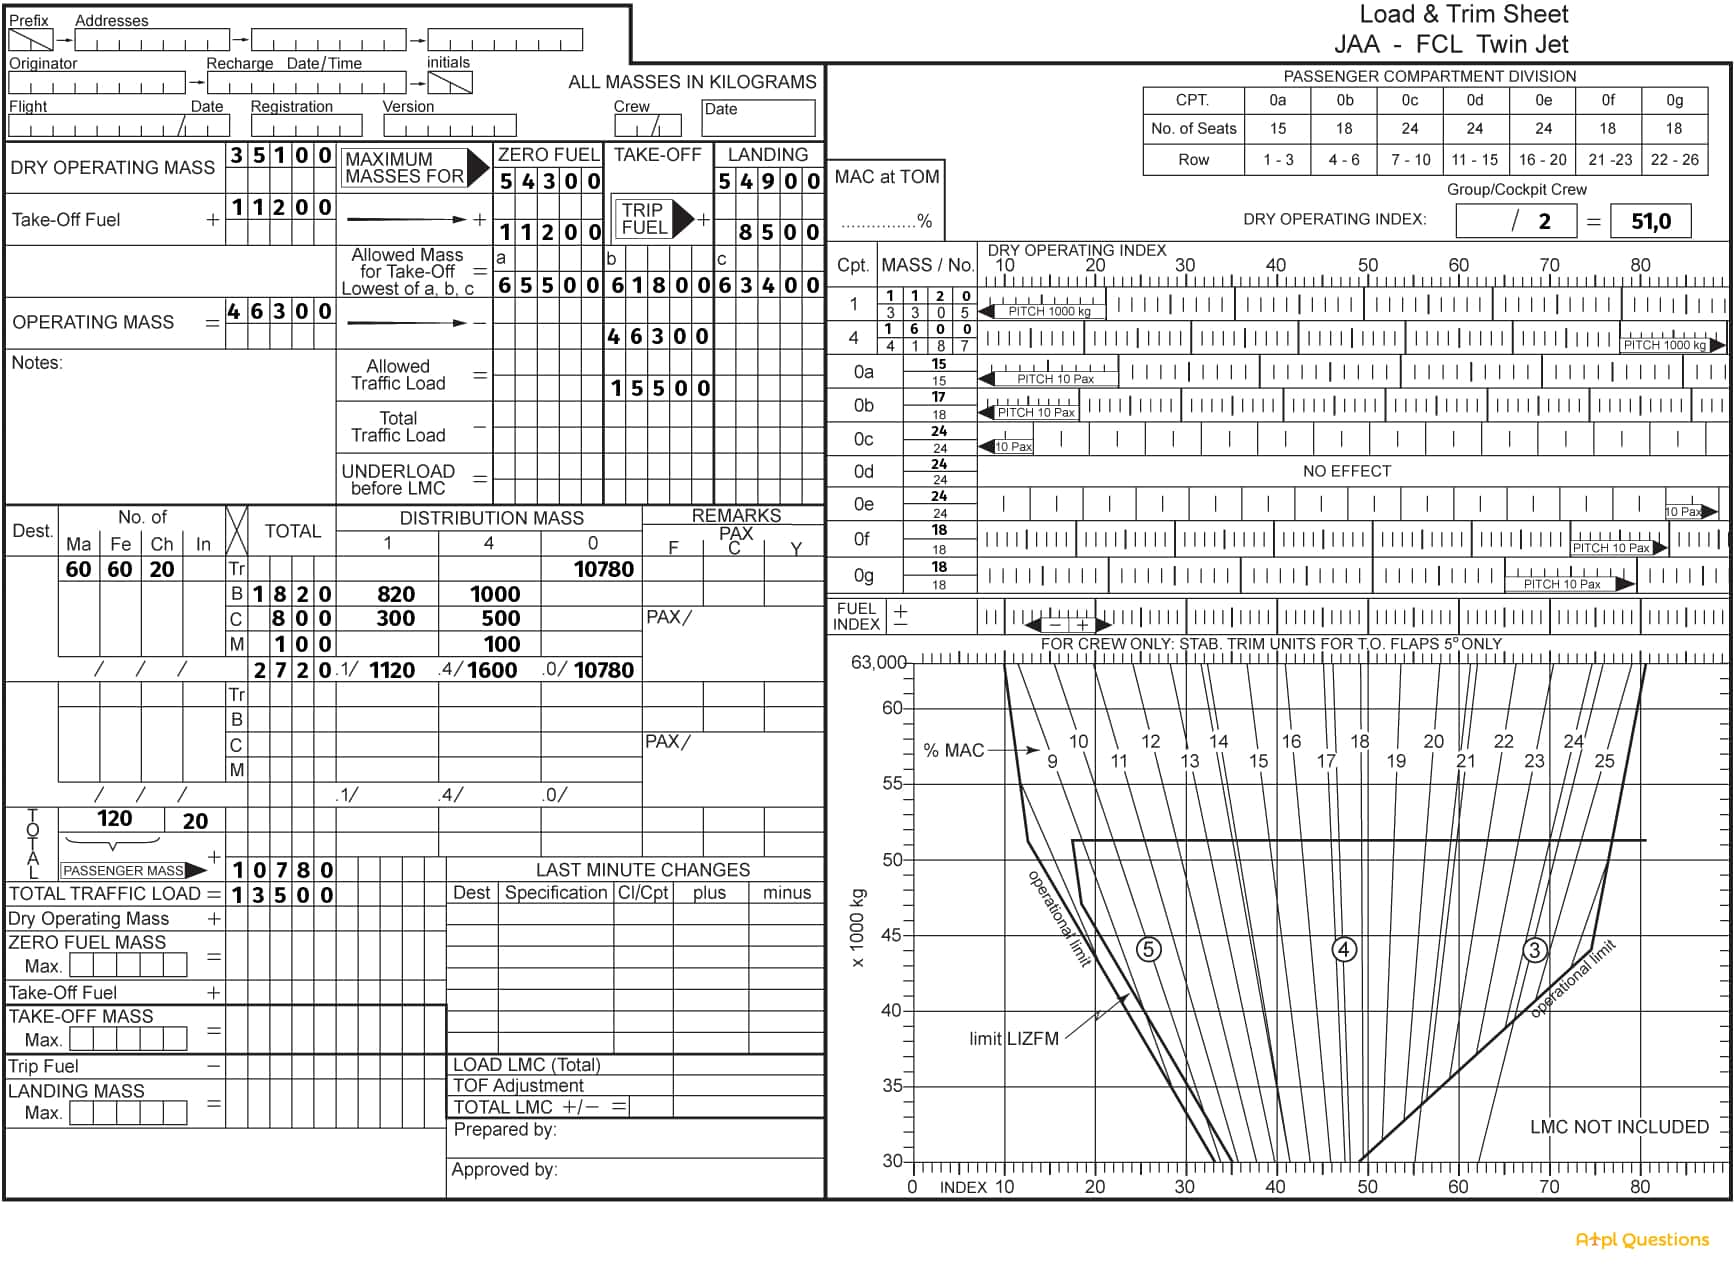 Load & Trim Sheet
JAA - FCL Twin Jet
Prefix Addresses
Originator Recharge Date/Time initials
ALL MASSES IN KILOGRAMS
Flight Date Registration Version Crew Date
DRY OPERATING MASS 35100 MAXIMUM MASSES FOR ZERO FUEL TAKE-OFF LANDING
54300 54900
Take-Off Fuel + 11200 + TRIP FUEL +
11200 8500
Allowed Mass for Take-Off Lowest of a, b, c = a b c
65500 61800 63400
OPERATING MASS = 46300 −
46300
Notes:
Allowed Traffic Load = 15500
Total Traffic Load −
UNDERLOAD before LMC =
Dest. No. of TOTAL DISTRIBUTION MASS REMARKS
Ma Fe Ch In 1 4 0 PAX
F C Y
60 60 20 Tr 10780
B 1820 820 1000
C 800 300 500 PAX/
M 100 100
/ / / 2720 .1/ 1120 .4/ 1600 .0/ 10780
Tr
B
C PAX/
M
/ / / .1/ .4/ .0/
TOTAL 120 20
+
PASSENGER MASS 10780
TOTAL TRAFFIC LOAD = 13500
Dry Operating Mass +
ZERO FUEL MASS
Max. =
Take-Off Fuel +
TAKE-OFF MASS
Max. =
Trip Fuel −
LANDING MASS
Max. =
LAST MINUTE CHANGES
Dest Specification Cl/Cpt plus minus
LOAD LMC (Total)
TOF Adjustment
TOTAL LMC +/− =
Prepared by:
Approved by:
PASSENGER COMPARTMENT DIVISION
CPT. 0a 0b 0c 0d 0e 0f 0g
No. of Seats 15 18 24 24 24 18 18
Row 1 - 3 4 - 6 7 - 10 11 - 15 16 - 20 21 -23 22 - 26
Group/Cockpit Crew
MAC at TOM
...............%
DRY OPERATING INDEX: / 2 = 51,0
Cpt. MASS / No. DRY OPERATING INDEX
10 20 30 40 50 60 70 80
1 1120 3305 PITCH 1000 kg
4 1600 4187 PITCH 1000 kg
0a 15 15 PITCH 10 Pax
0b 17 18 PITCH 10 Pax
0c 24 24 10 Pax
0d 24 24 NO EFFECT
0e 24 24 10 Pax
0f 18 18 PITCH 10 Pax
0g 18 18 PITCH 10 Pax
FUEL INDEX + − − +
FOR CREW ONLY: STAB. TRIM UNITS FOR T.O. FLAPS 5° ONLY
63,000
60
% MAC 10 12 14 16 18 20 22 24
9 11 13 15 17 19 21 23 25
55
50
operational limit
x 1000 kg
45 5 4 3
operational limit
40
limit LIZFM
35
LMC NOT INCLUDED
30
0 INDEX 10 20 30 40 50 60 70 80
Atpl Questions